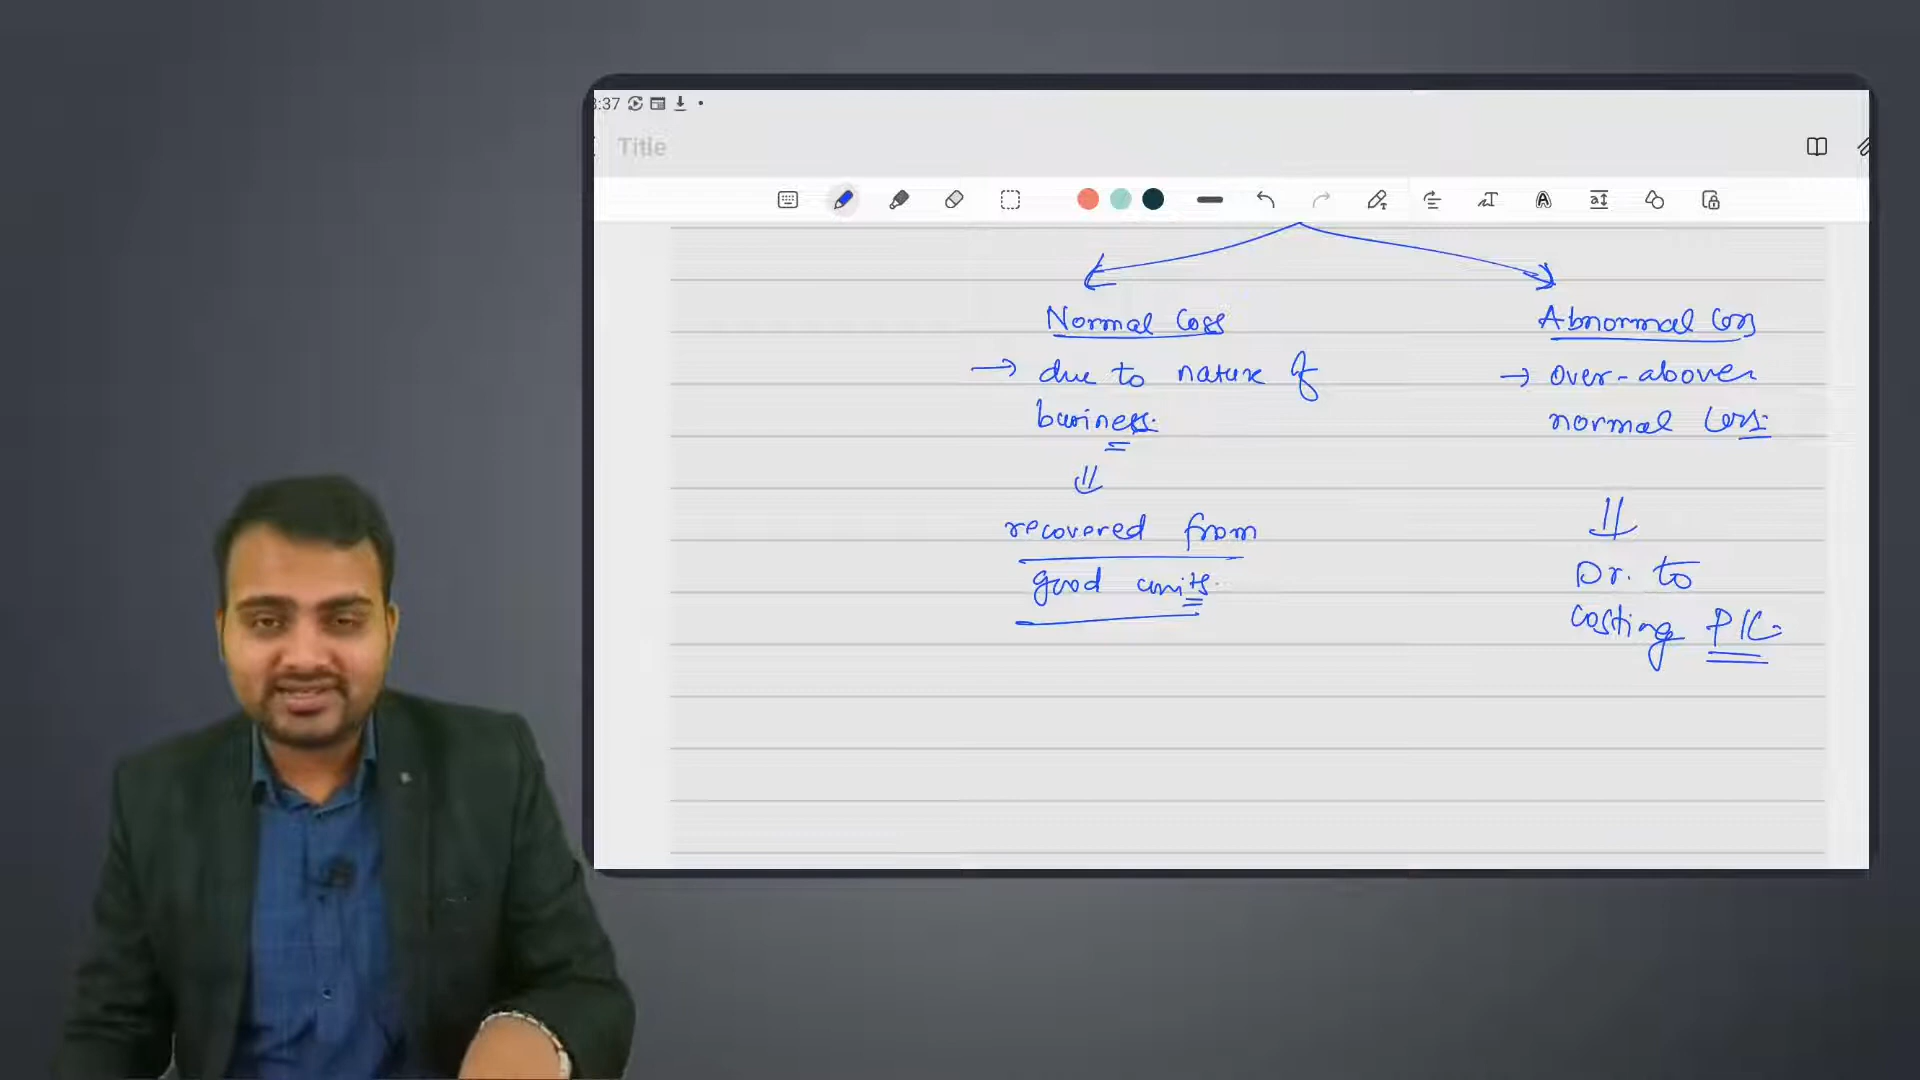 :37
Title
Normal Loss
→ due to nature of
business.
⇓
recovered from
good units.
Abnormal Loss
→ over-above
normal loss.
⇓
Dr. to
Costing P/L